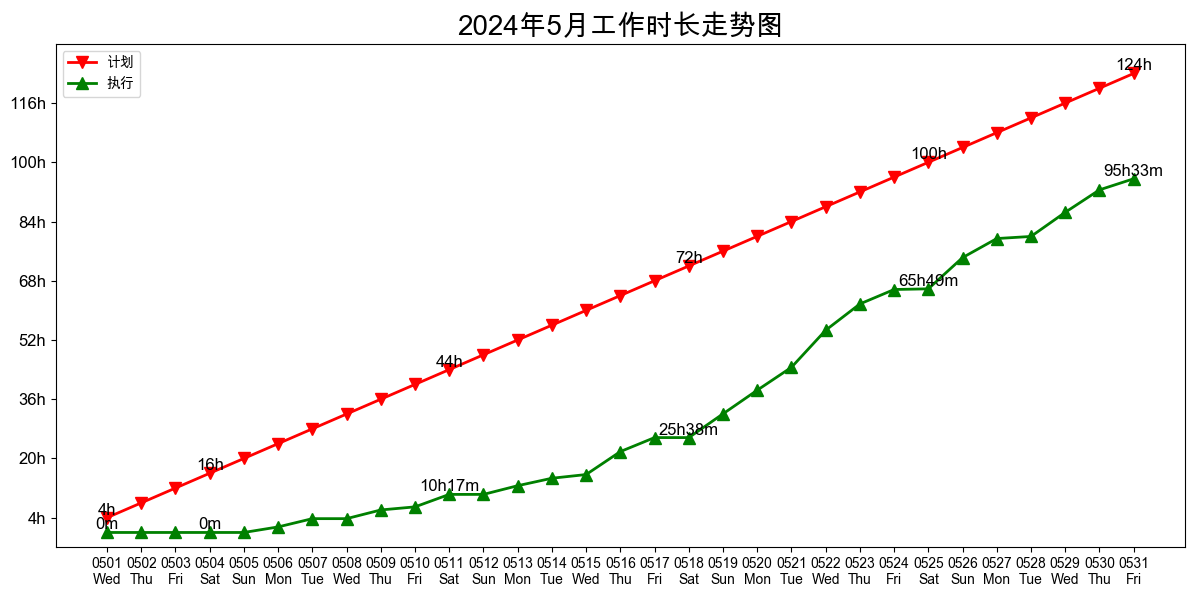 2024年5月工作时长走势图
计划
执行
116h
100h
84h
68h
52h
36h
20h
4h
4h
16h
44h
72h
100h
124h
0m
0m
10h17m
25h38m
65h49m
95h33m
0501 0502 0503 0504 0505 0506 0507 0508 0509 0510 0511 0512 0513 0514 0515 0516 0517 0518 0519 0520 0521 0522 0523 0524 0525 0526 0527 0528 0529 0530 0531
Wed Thu Fri Sat Sun Mon Tue Wed Thu Fri Sat Sun Mon Tue Wed Thu Fri Sat Sun Mon Tue Wed Thu Fri Sat Sun Mon Tue Wed Thu Fri